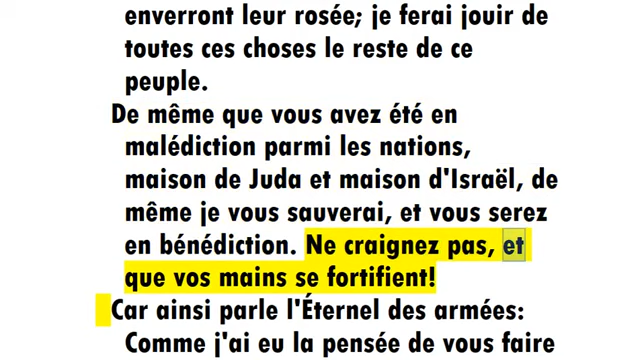 enverront leur rosée; je ferai jouir de
toutes ces choses le reste de ce
peuple.
De même que vous avez été en
malédiction parmi les nations,
maison de Juda et maison d'Israël, de
même je vous sauverai, et vous serez
en bénédiction. Ne craignez pas, et
que vos mains se fortifient!
Car ainsi parle l'Éternel des armées:
Comme j'ai eu la pensée de vous faire